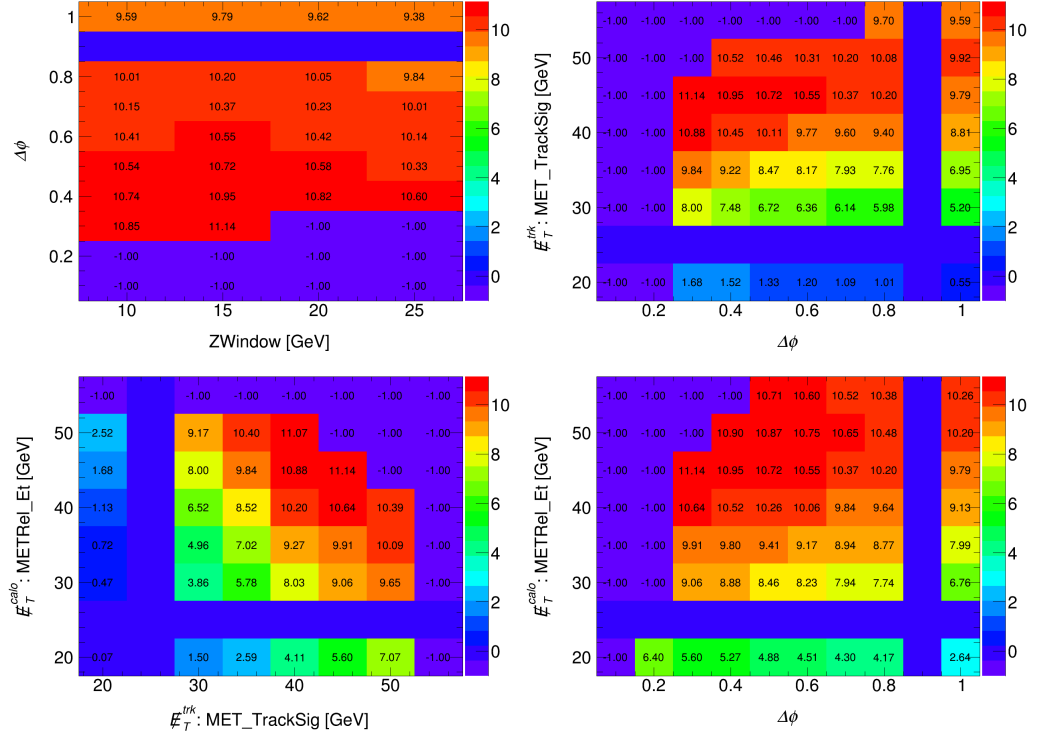 1 9.59 9.79 9.62 9.38 10
0.8 10.01 10.20 10.05 9.84 8
10.15 10.37 10.23 10.01
0.6 10.41 10.55 10.42 10.14 6
Δϕ
10.54 10.72 10.58 10.33 4
0.4 10.74 10.95 10.82 10.60
10.85 11.14 -1.00 -1.00 2
0.2 -1.00 -1.00 -1.00 -1.00 0
-1.00 -1.00 -1.00 -1.00
10 15 20 25
ZWindow [GeV]
-1.00 -1.00 -1.00 -1.00 -1.00 -1.00 -1.00 9.70 9.59 10
50 -1.00 -1.00 -1.00 10.52 10.46 10.31 10.20 10.08 9.92
-1.00 -1.00 11.14 10.95 10.72 10.55 10.37 10.20 9.79 8
40 -1.00 -1.00 10.88 10.45 10.11 9.77 9.60 9.40 8.81 6
E̸_T^trk: MET_TrackSig [GeV]
-1.00 -1.00 9.84 9.22 8.47 8.17 7.93 7.76 6.95 4
30 -1.00 -1.00 8.00 7.48 6.72 6.36 6.14 5.98 5.20 2
20 -1.00 -1.00 1.68 1.52 1.33 1.20 1.09 1.01 0.55 0
0.2 0.4 0.6 0.8 1
Δϕ
-1.00 -1.00 -1.00 -1.00 -1.00 -1.00 -1.00 10
50 2.52 9.17 10.40 11.07 -1.00 -1.00 -1.00
1.68 8.00 9.84 10.88 11.14 -1.00 -1.00 8
40 1.13 6.52 8.52 10.20 10.64 10.39 -1.00 6
E̸_T^calo: METRel_Et [GeV]
0.72 4.96 7.02 9.27 9.91 10.09 -1.00 4
30 0.47 3.86 5.78 8.03 9.06 9.65 -1.00 2
20 0.07 1.50 2.59 4.11 5.60 7.07 -1.00 0
20 30 40 50
E̸_T^trk: MET_TrackSig [GeV]
-1.00 -1.00 -1.00 -1.00 10.71 10.60 10.52 10.38 10.26 10
50 -1.00 -1.00 -1.00 10.90 10.87 10.75 10.65 10.48 10.20
-1.00 -1.00 11.14 10.95 10.72 10.55 10.37 10.20 9.79 8
40 -1.00 -1.00 10.64 10.52 10.26 10.06 9.84 9.64 9.13 6
E̸_T^calo: METRel_Et [GeV]
-1.00 -1.00 9.91 9.80 9.41 9.17 8.94 8.77 7.99 4
30 -1.00 -1.00 9.06 8.88 8.46 8.23 7.94 7.74 6.76 2
20 -1.00 6.40 5.60 5.27 4.88 4.51 4.30 4.17 2.64 0
0.2 0.4 0.6 0.8 1
Δϕ